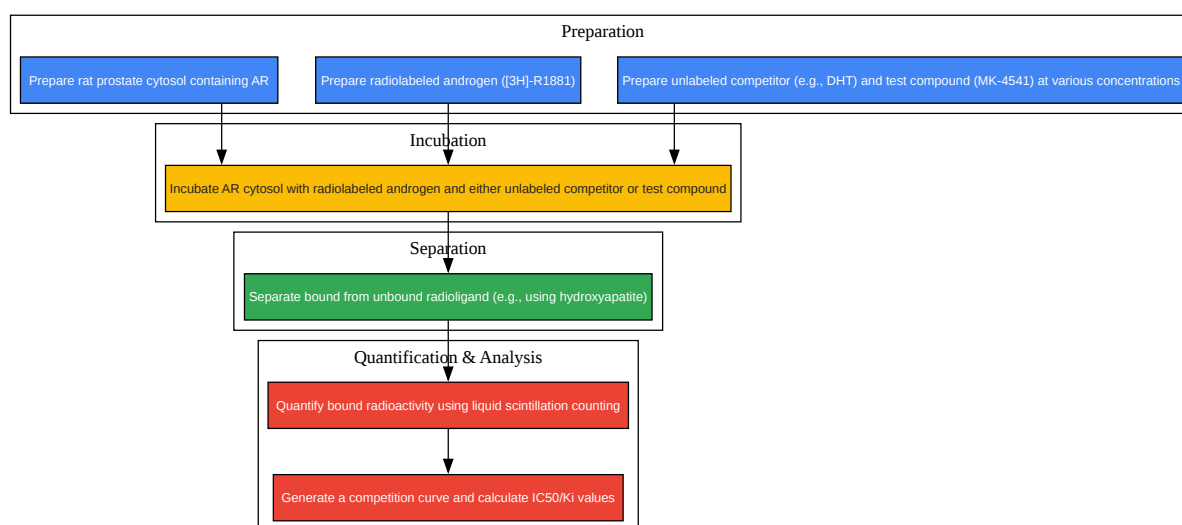 Preparation
Prepare rat prostate cytosol containing AR
Prepare radiolabeled androgen ([3H]-R1881)
Prepare unlabeled competitor (e.g., DHT) and test compound (MK-4541) at various concentrations
Incubation
Incubate AR cytosol with radiolabeled androgen and either unlabeled competitor or test compound
Separation
Separate bound from unbound radioligand (e.g., using hydroxyapatite)
Quantification & Analysis
Quantify bound radioactivity using liquid scintillation counting
Generate a competition curve and calculate IC50/Ki values